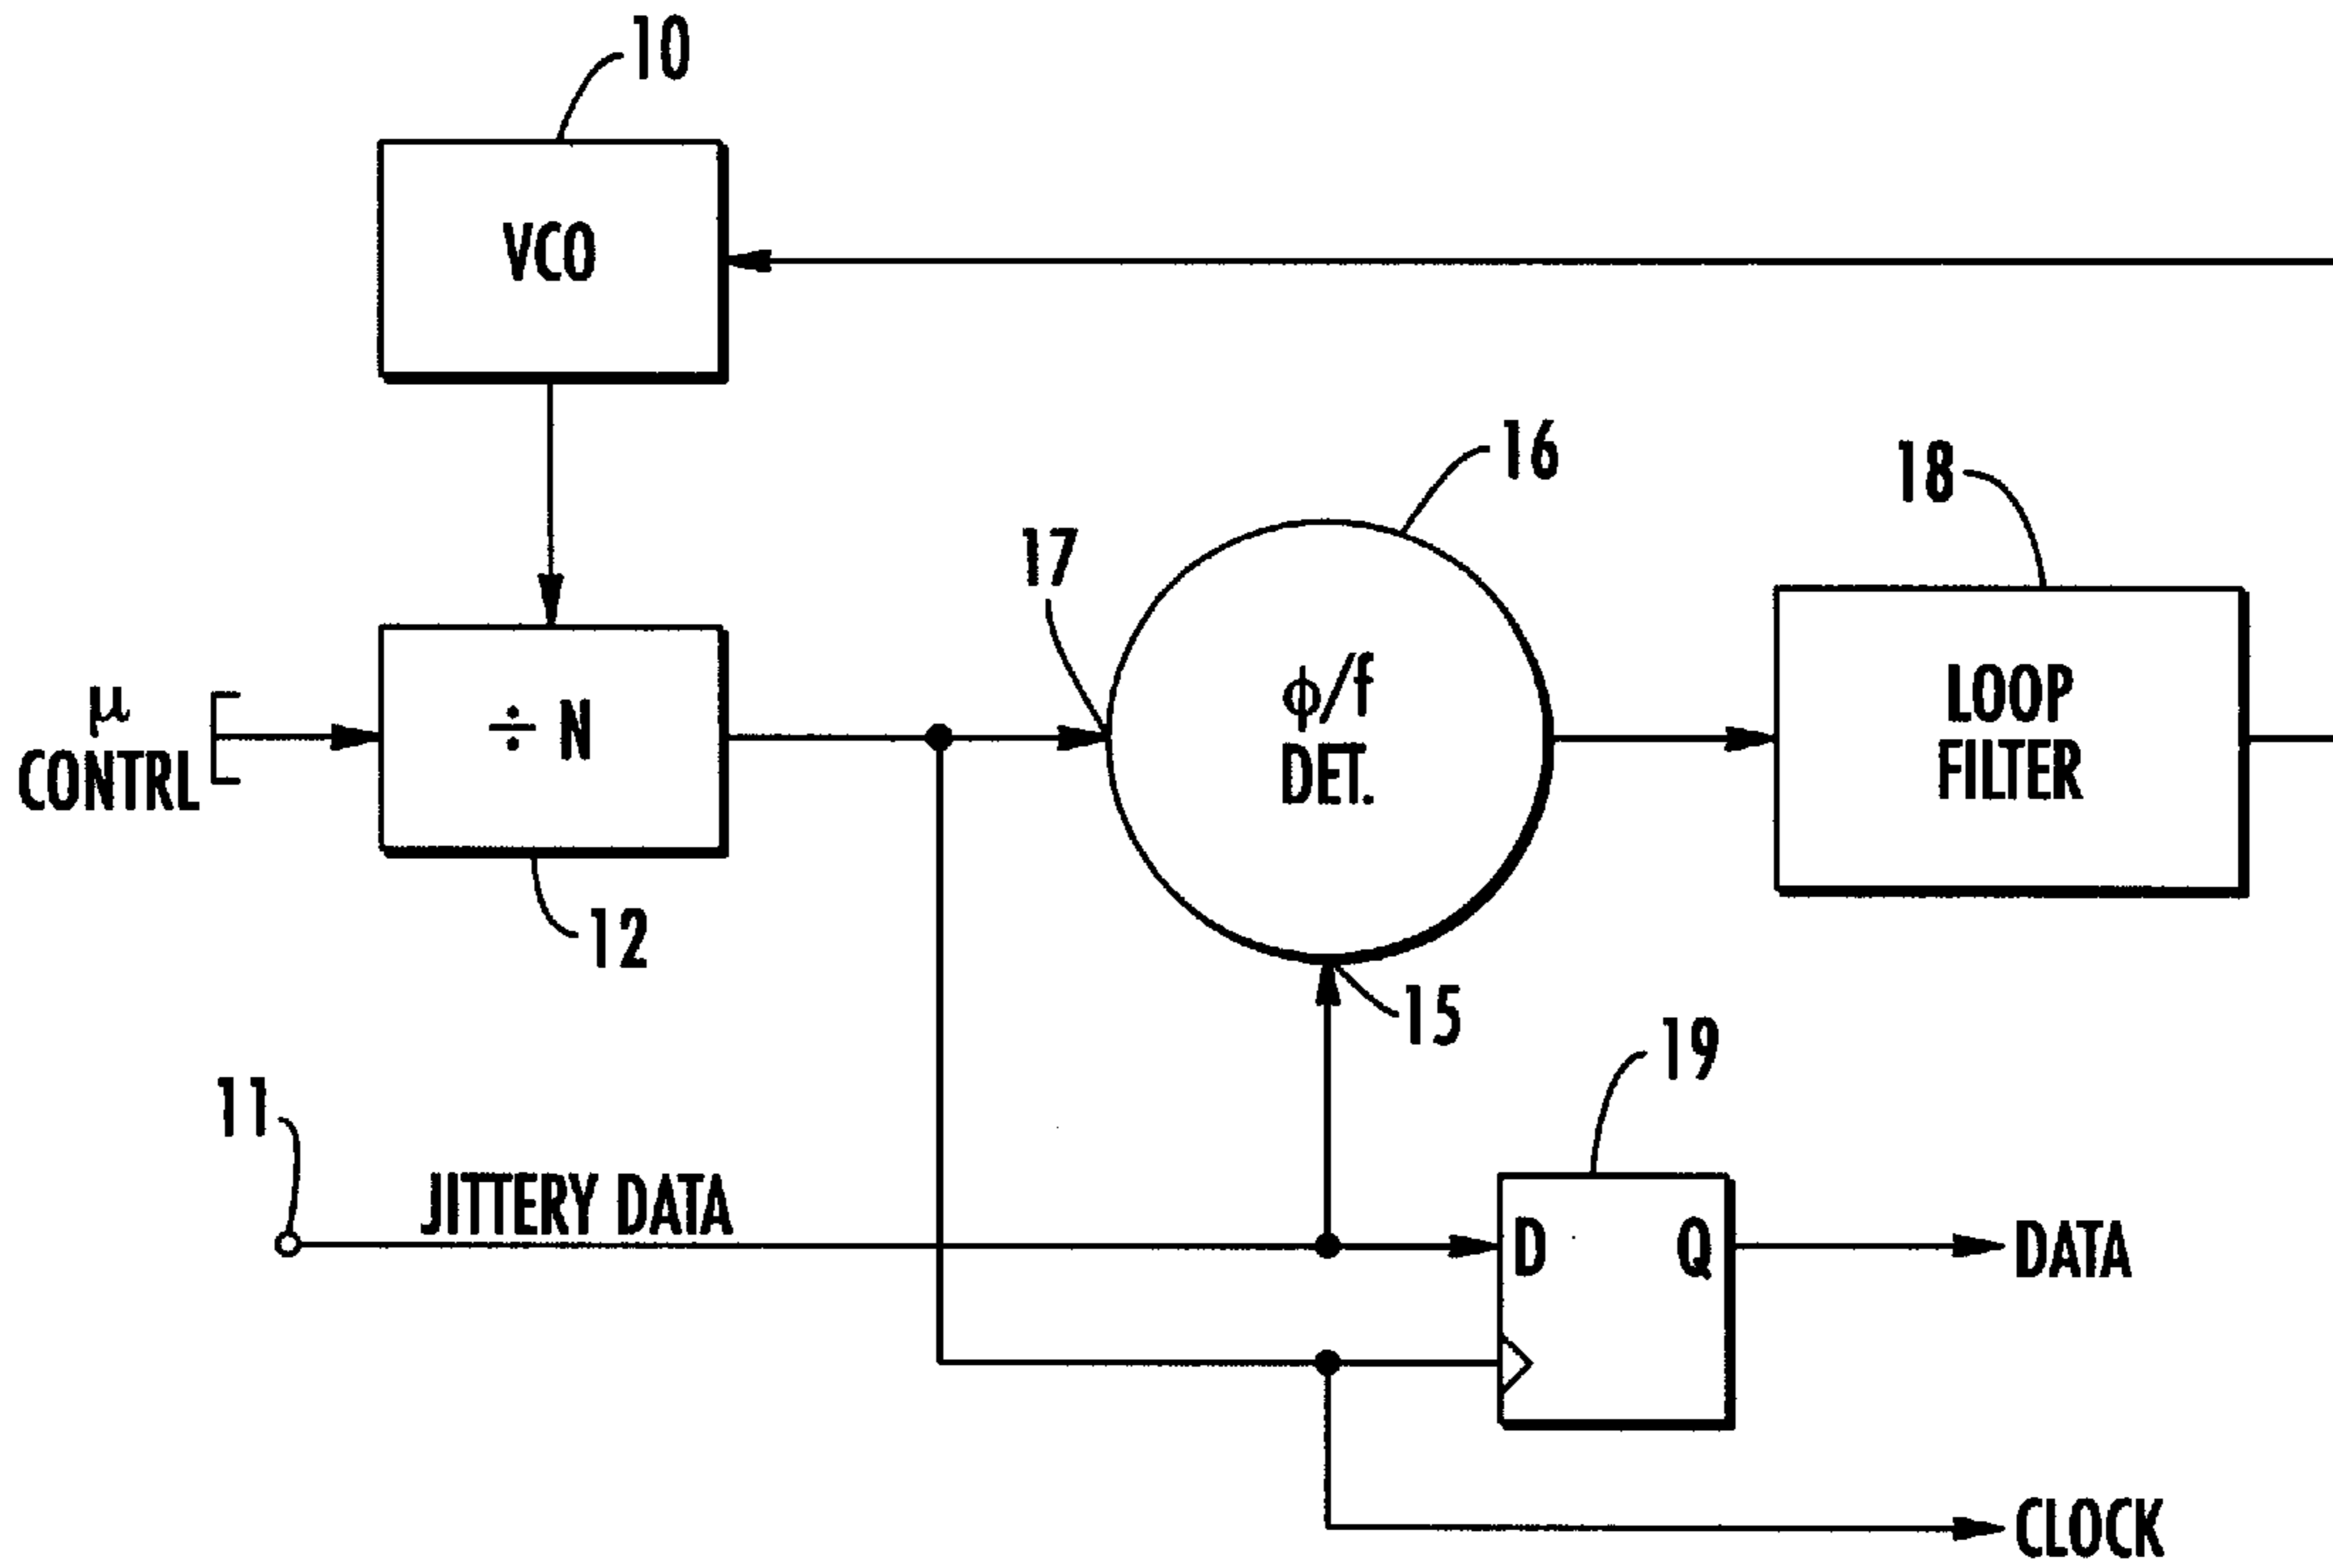 10
VCO
16
18
17
μ
CONTRL
÷ N
ϕ/f
DET.
LOOP
FILTER
12
15
19
11
JITTERY DATA
D
Q
DATA
CLOCK